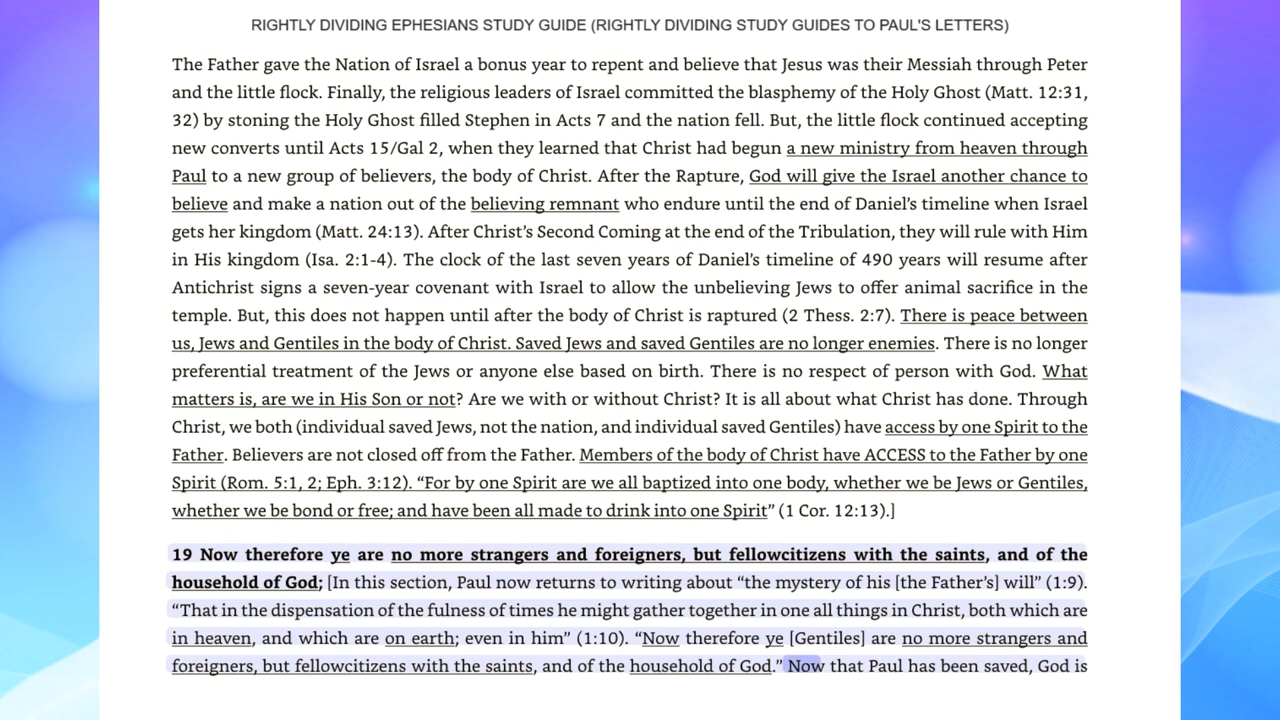 RIGHTLY DIVIDING EPHESIANS STUDY GUIDE (RIGHTLY DIVIDING STUDY GUIDES TO PAUL'S LETTERS)
The Father gave the Nation of Israel a bonus year to repent and believe that Jesus was their Messiah through Peter
and the little flock. Finally, the religious leaders of Israel committed the blasphemy of the Holy Ghost (Matt. 12:31,
32) by stoning the Holy Ghost filled Stephen in Acts 7 and the nation fell. But, the little flock continued accepting
new converts until Acts 15/Gal 2, when they learned that Christ had begun a new ministry from heaven through
Paul to a new group of believers, the body of Christ. After the Rapture, God will give the Israel another chance to
believe and make a nation out of the believing remnant who endure until the end of Daniel’s timeline when Israel
gets her kingdom (Matt. 24:13). After Christ’s Second Coming at the end of the Tribulation, they will rule with Him
in His kingdom (Isa. 2:1-4). The clock of the last seven years of Daniel’s timeline of 490 years will resume after
Antichrist signs a seven-year covenant with Israel to allow the unbelieving Jews to offer animal sacrifice in the
temple. But, this does not happen until after the body of Christ is raptured (2 Thess. 2:7). There is peace between
us, Jews and Gentiles in the body of Christ. Saved Jews and saved Gentiles are no longer enemies. There is no longer
preferential treatment of the Jews or anyone else based on birth. There is no respect of person with God. What
matters is, are we in His Son or not? Are we with or without Christ? It is all about what Christ has done. Through
Christ, we both (individual saved Jews, not the nation, and individual saved Gentiles) have access by one Spirit to the
Father. Believers are not closed off from the Father. Members of the body of Christ have ACCESS to the Father by one
Spirit (Rom. 5:1, 2; Eph. 3:12). “For by one Spirit are we all baptized into one body, whether we be Jews or Gentiles,
whether we be bond or free; and have been all made to drink into one Spirit” (1 Cor. 12:13).]
19 Now therefore ye are no more strangers and foreigners, but fellowcitizens with the saints, and of the
household of God; [In this section, Paul now returns to writing about “the mystery of his [the Father’s] will” (1:9).
“That in the dispensation of the fulness of times he might gather together in one all things in Christ, both which are
in heaven, and which are on earth; even in him” (1:10). “Now therefore ye [Gentiles] are no more strangers and
foreigners, but fellowcitizens with the saints, and of the household of God.” Now that Paul has been saved, God is